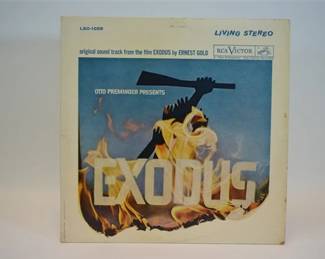 LSO-1058
LIVING STEREO
original sound track from the film EXODUS by ERNEST GOLD
RCA VICTOR
OTTO PREMINGER PRESENTS
EXODUS